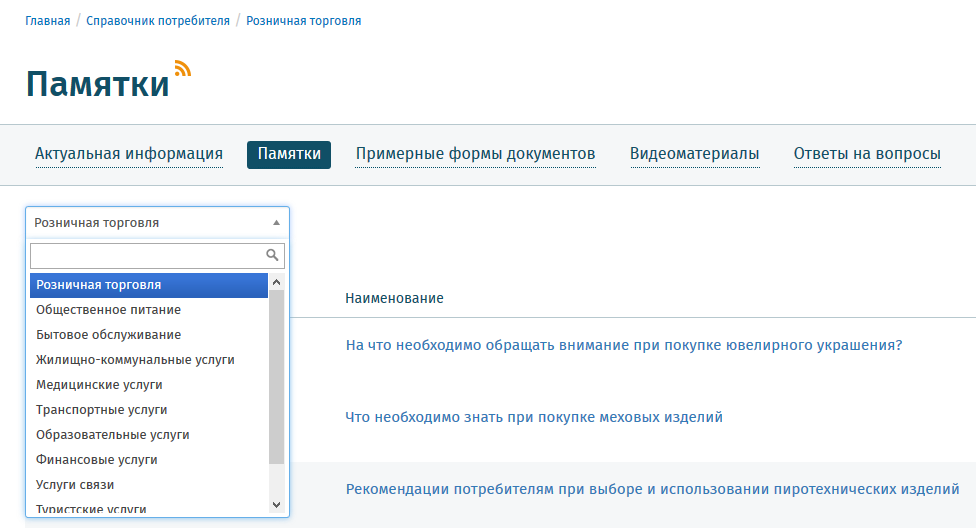 Главная / Справочник потребителя / Розничная торговля
Памятки
Актуальная информация Памятки Примерные формы документов Видеоматериалы Ответы на вопросы
Розничная торговля
Розничная торговля
Общественное питание
Бытовое обслуживание
Жилищно-коммунальные услуги
Медицинские услуги
Транспортные услуги
Образовательные услуги
Финансовые услуги
Услуги связи
Туристские услуги
Наименование
На что необходимо обращать внимание при покупке ювелирного украшения?
Что необходимо знать при покупке меховых изделий
Рекомендации потребителям при выборе и использовании пиротехнических изделий